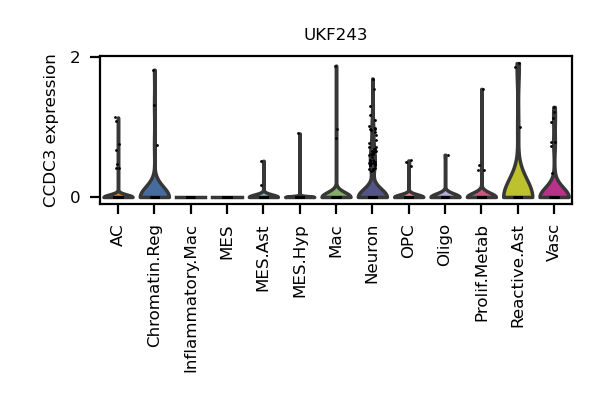 UKF243
CCDC3 expression
2
0
AC
Chromatin.Reg
Inflammatory.Mac
MES
MES.Ast
MES.Hyp
Mac
Neuron
OPC
Oligo
Prolif.Metab
Reactive.Ast
Vasc